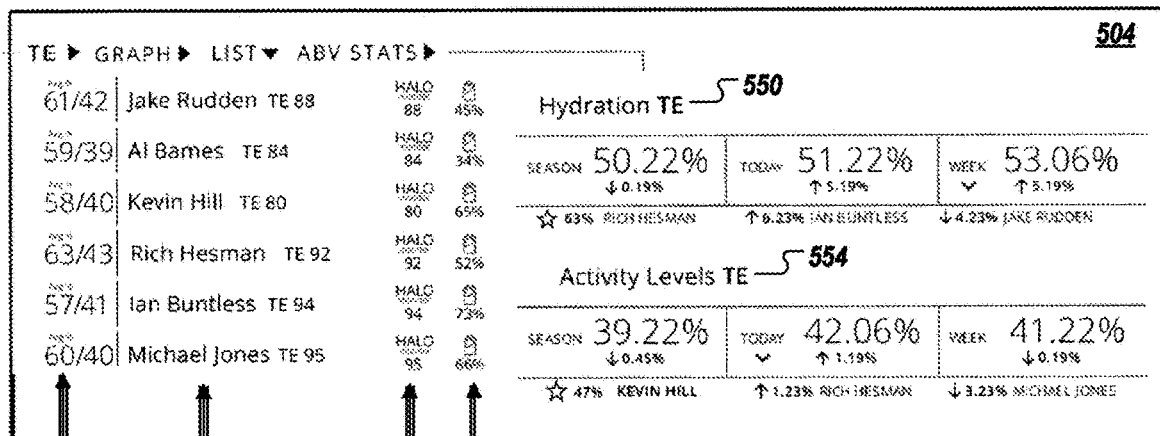 504
TE GRAPH LIST ABV STATS
61/42 Jake Rudden TE 88 HALO 88 45%
59/39 Al Bames TE 84 HALO 84 34%
58/40 Kevin Hill TE 80 HALO 80 69%
63/43 Rich Hesman TE 92 HALO 92 52%
57/41 Ian Buntless TE 94 HALO 94 73%
60/40 Michael Jones TE 95 HALO 95 66%
Hydration TE 550
SEASON 50.22% TODAY 51.22% WEEK 53.06%
↓ 0.19% ↑ 5.19% ↑ 5.19%
☆ 63% RICH HESMAN ↑ 6.23% IAN BUNTLESS ↓ 4.23% JAKE RUDDEN
Activity Levels TE 554
SEASON 39.22% TODAY 42.06% WEEK 41.22%
↓ 0.45% ↑ 1.19% ↓ 0.19%
☆ 47% KEVIN HILL ↑ 1.23% RICH HESMAN ↓ 3.23% MICHAEL JONES